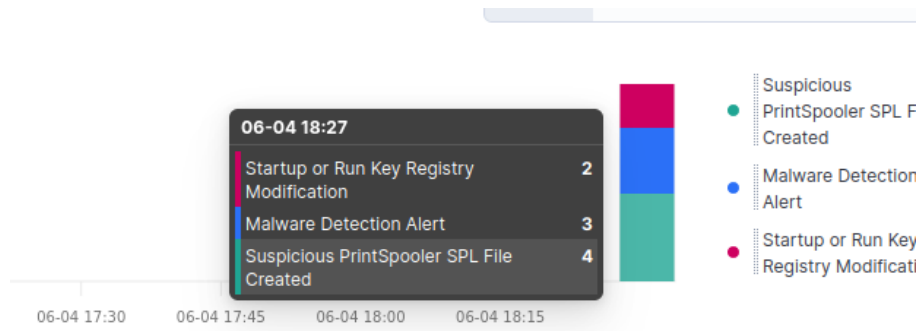 06-04 18:27
Startup or Run Key Registry 2
Modification
Malware Detection Alert 3
Suspicious PrintSpooler SPL File 4
Created
06-04 17:30 06-04 17:45 06-04 18:00 06-04 18:15
Suspicious
PrintSpooler SPL F
Created
Malware Detection
Alert
Startup or Run Key
Registry Modificati